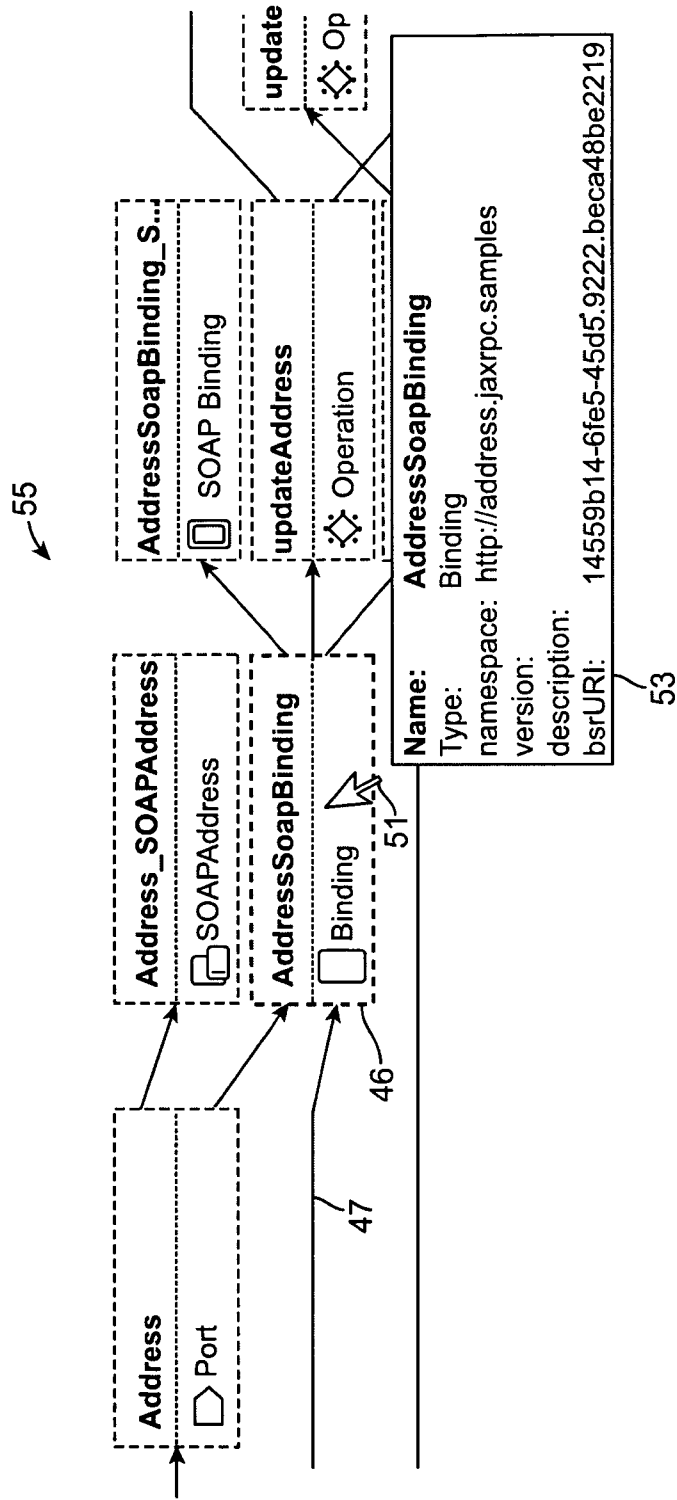 55
Address
Port
Address_SOAPAddress
SOAPAddress
AddressSoapBinding
Binding
AddressSoapBinding_S...
SOAP Binding
updateAddress
Operation
update
Op
46
47
51
Name: AddressSoapBinding
Type: Binding
namespace: http://address.jaxrpc.samples
version:
description:
bsrURI: 14559b14-6fe5-45d5.9222.beca48be2219
53